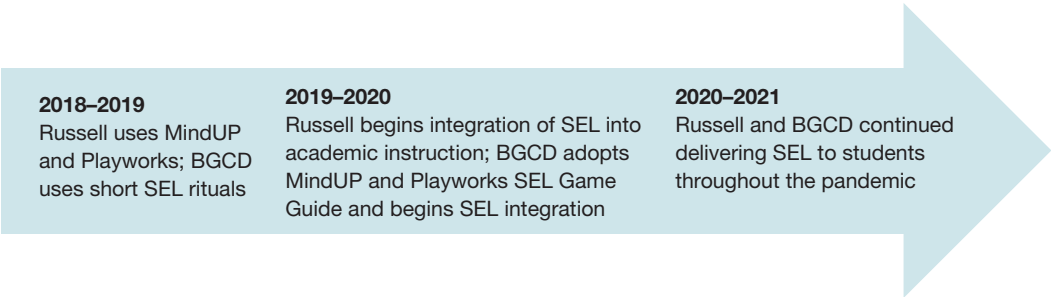 2018–2019
Russell uses MindUP
and Playworks; BGCD
uses short SEL rituals
2019–2020
Russell begins integration of SEL into
academic instruction; BGCD adopts
MindUP and Playworks SEL Game
Guide and begins SEL integration
2020–2021
Russell and BGCD continued
delivering SEL to students
throughout the pandemic